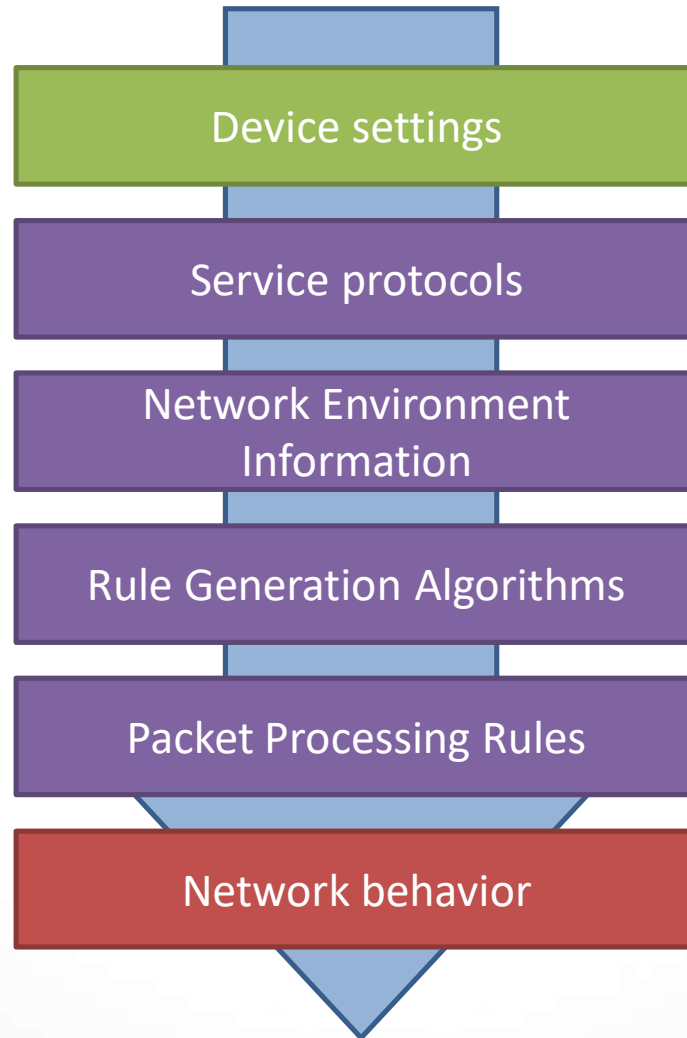 Device settings
Service protocols
Network Environment
Information
Rule Generation Algorithms
Packet Processing Rules
Network behavior